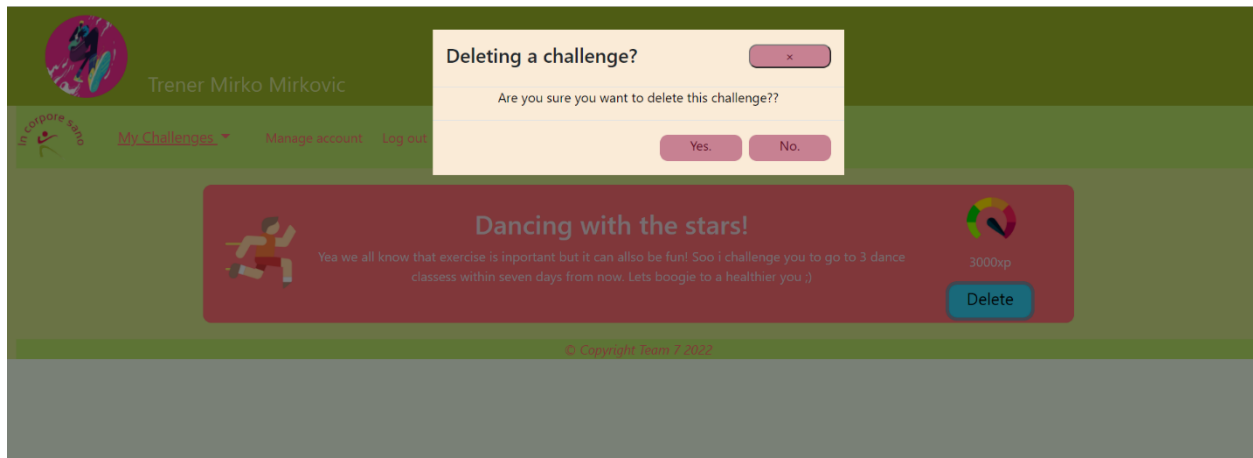 Trener Mirko Mirkovic
Deleting a challenge?
×
Are you sure you want to delete this challenge??
Yes.
No.
In corpore sano
My Challenges
Manage account
Log out
Dancing with the stars!
Yea we all know that exercise is inportant but it can allso be fun! Soo i challenge you to go to 3 dance
classess within seven days from now. Lets boogie to a healthier you ;)
3000xp
Delete
© Copyright Team 7 2022